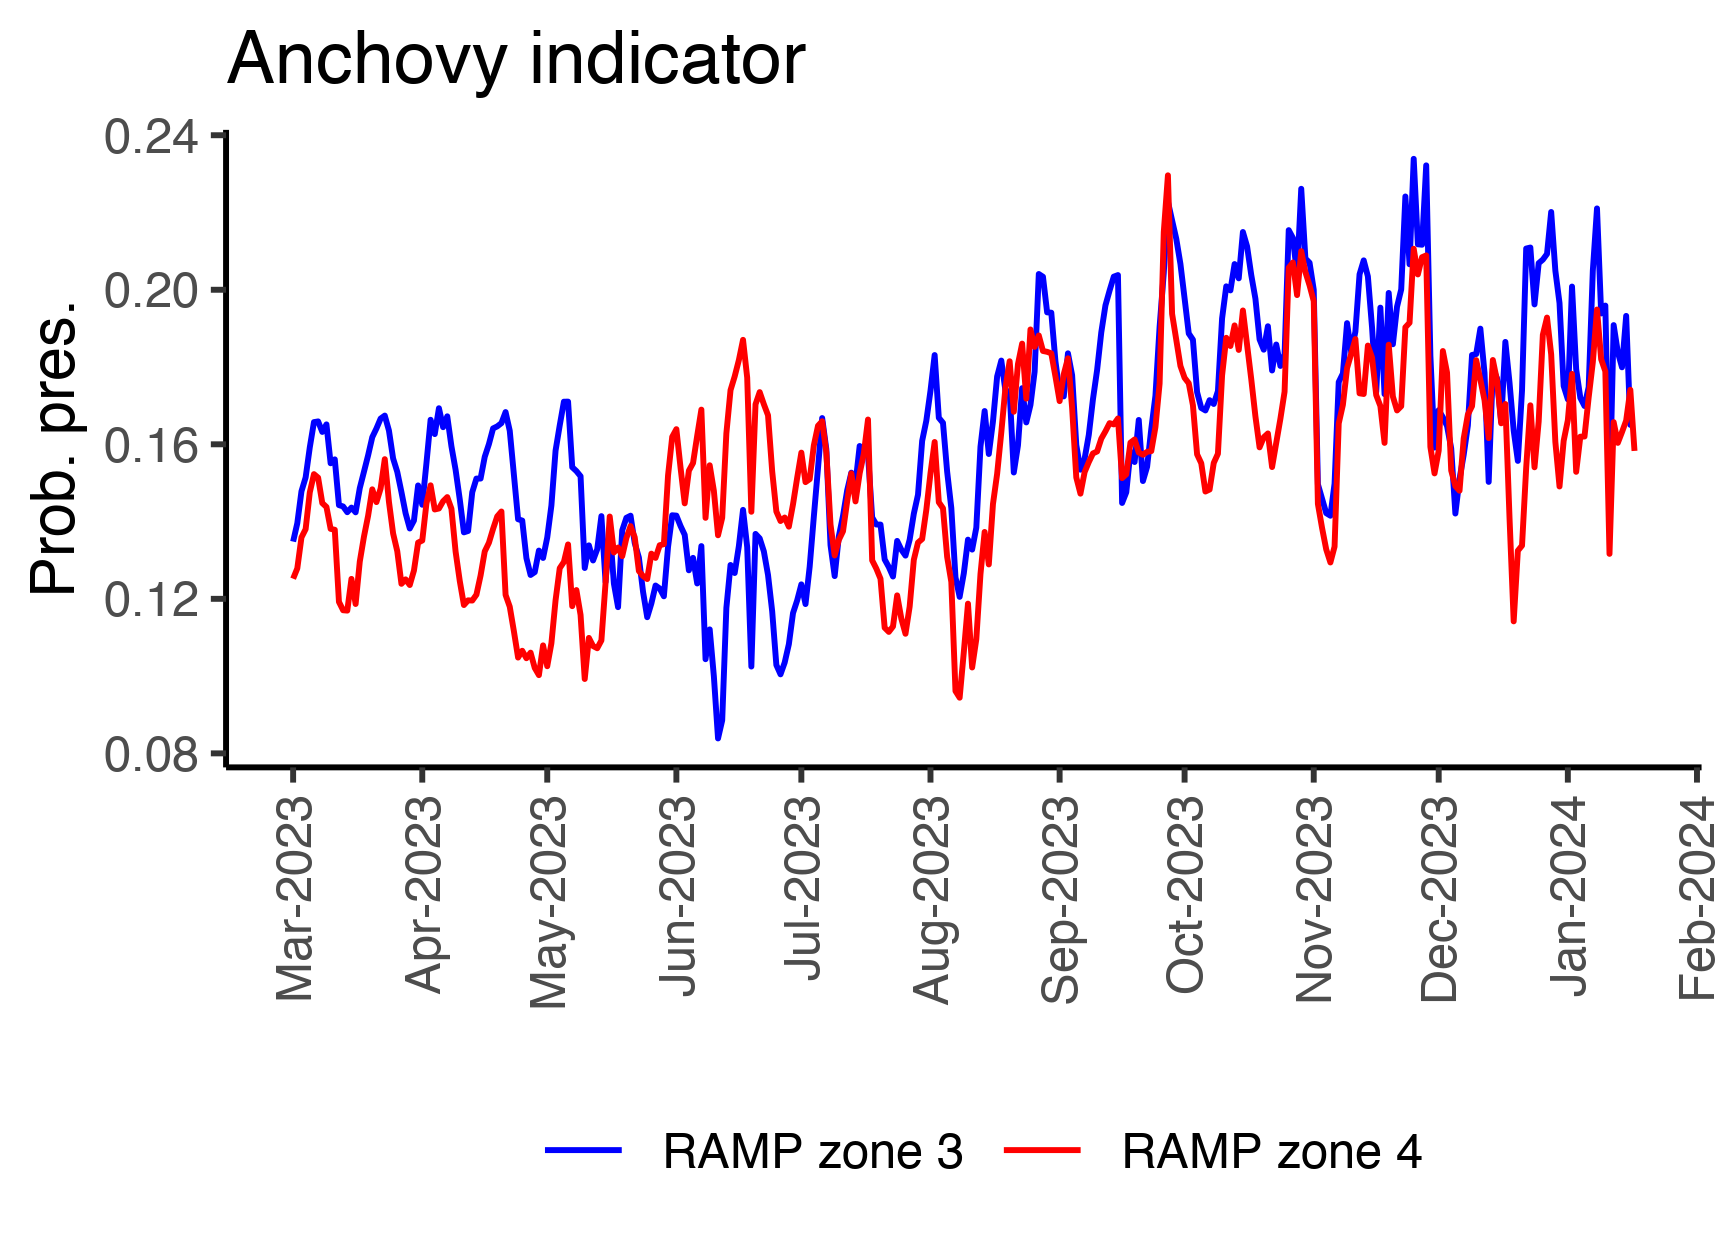 Anchovy indicator
Prob. pres.
0.24
0.20
0.16
0.12
0.08
Mar-2023
Apr-2023
May-2023
Jun-2023
Jul-2023
Aug-2023
Sep-2023
Oct-2023
Nov-2023
Dec-2023
Jan-2024
Feb-2024
RAMP zone 3 RAMP zone 4